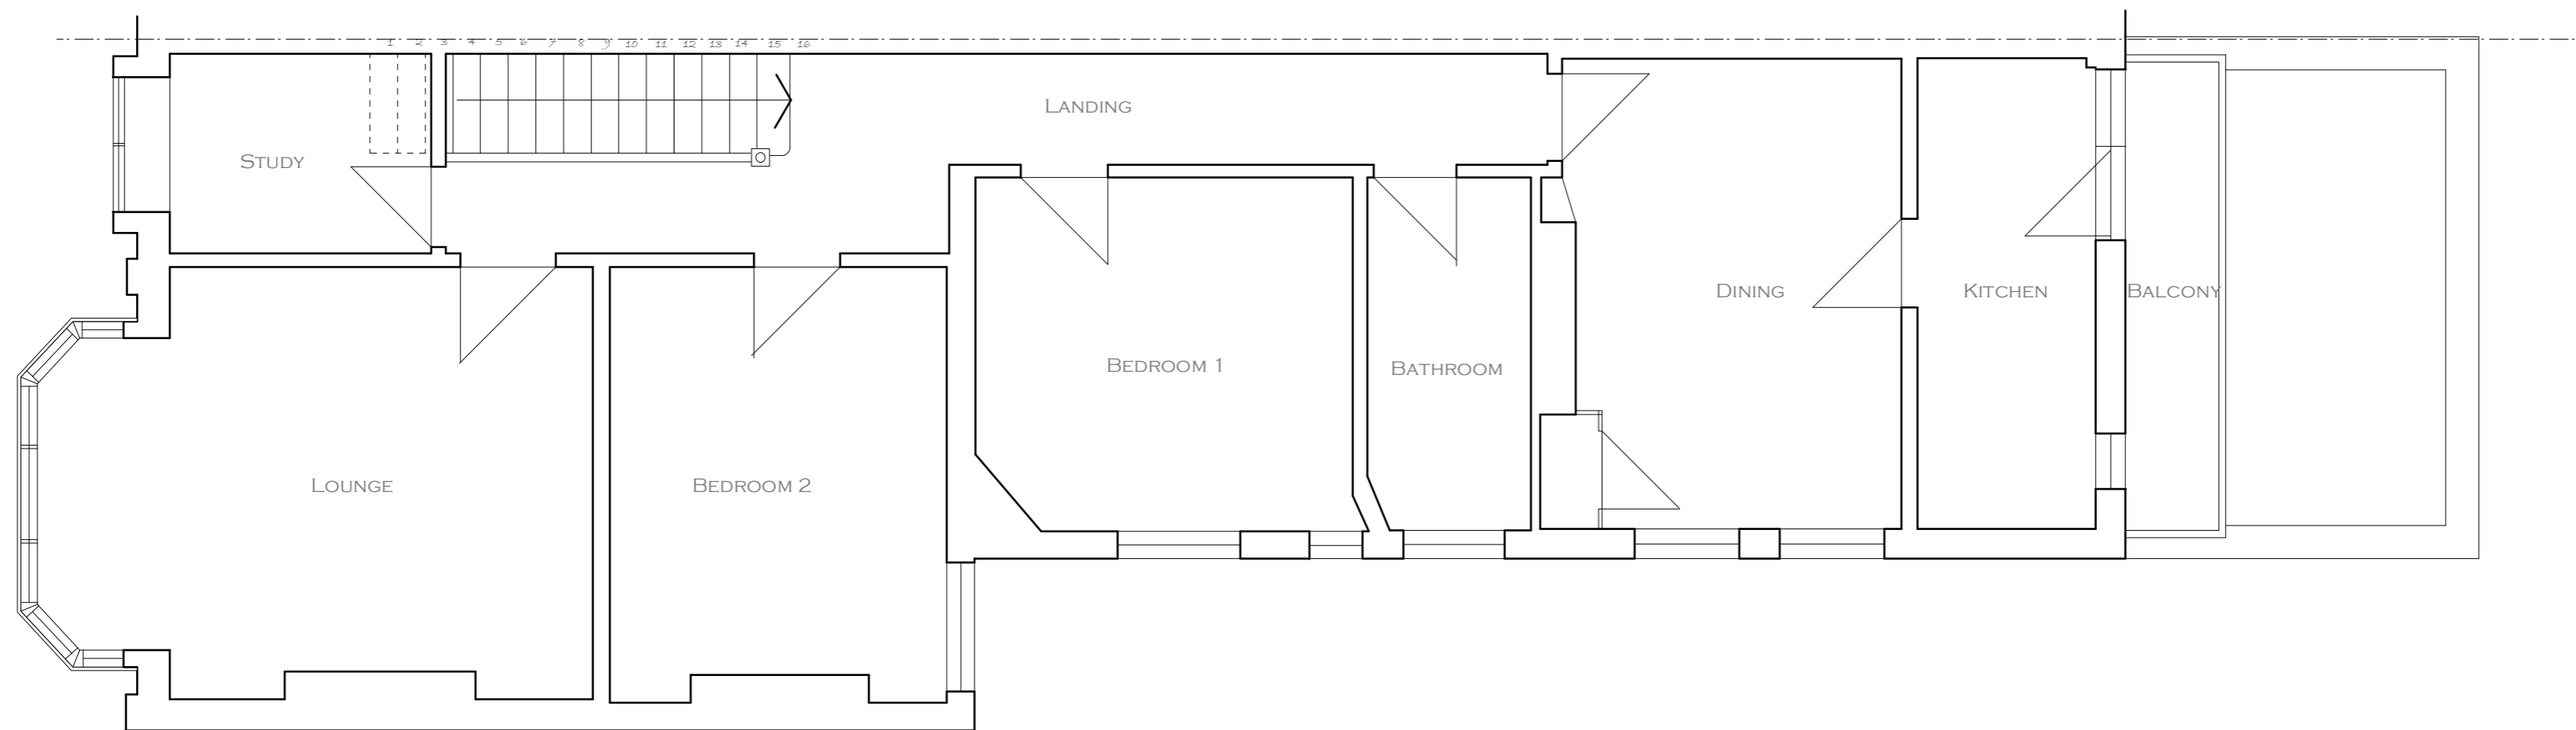 1 2 3 4 5 6 7 8 9 10 11 12 13 14 15 16
LANDING
STUDY
DINING
KITCHEN
BALCONY
BEDROOM 1
BATHROOM
LOUNGE
BEDROOM 2